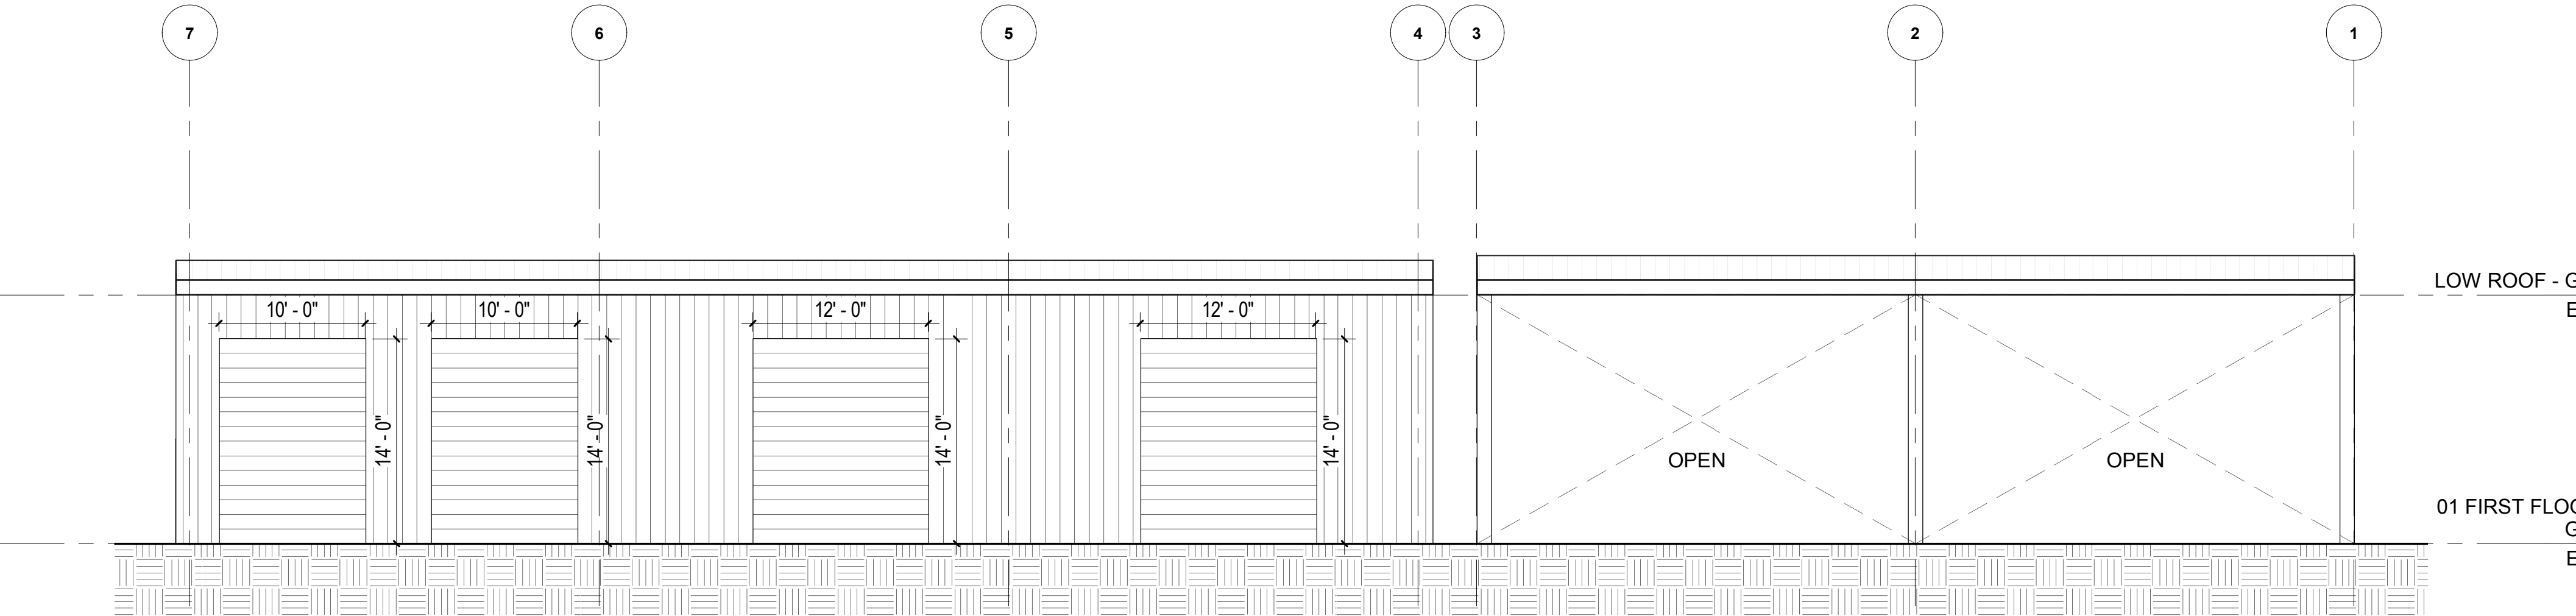 7 6 5 4 3 2 1
LOW ROOF - G
E
10' - 0" 10' - 0" 12' - 0" 12' - 0"
14' - 0" 14' - 0" 14' - 0" 14' - 0"
OPEN OPEN
01 FIRST FLOO
G
E